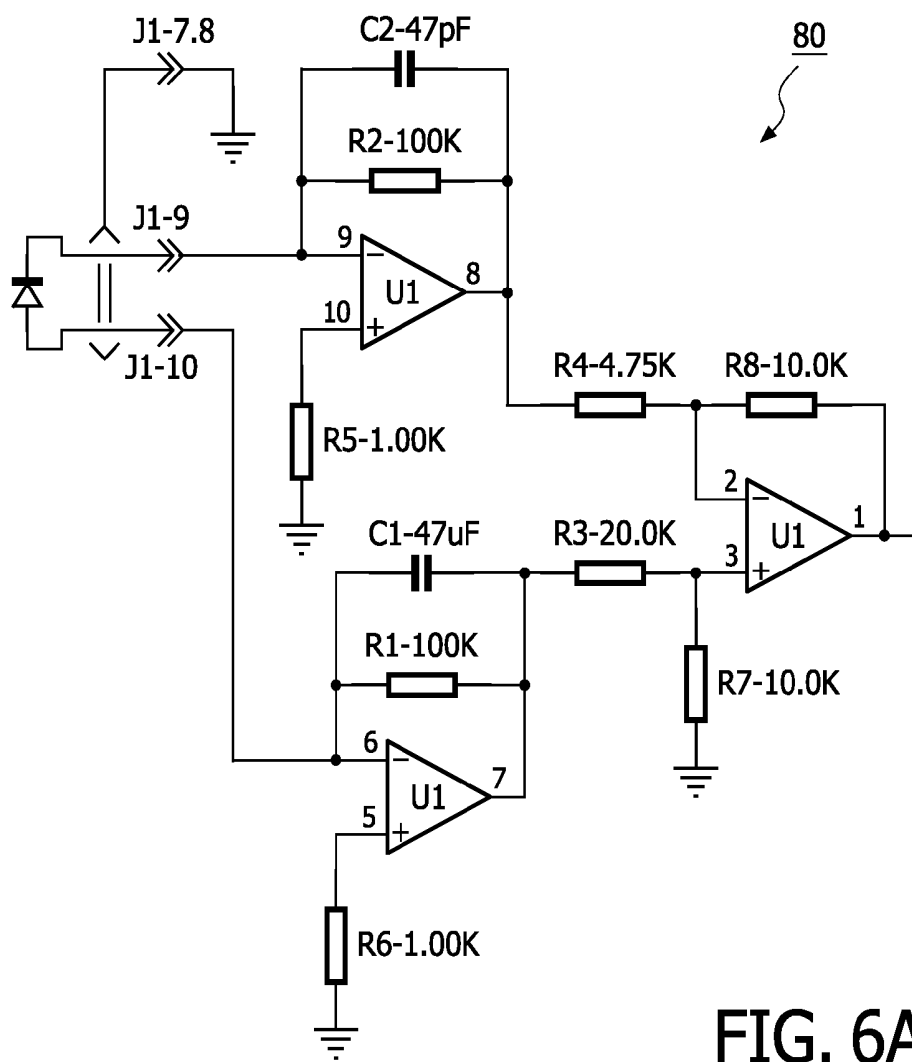 J1-7.8
C2-47pF
80
R2-100K
J1-9
9
−
8
U1
10
+
J1-10
R4-4.75K
R8-10.0K
R5-1.00K
2
−
1
C1-47uF
R3-20.0K
U1
3
+
R1-100K
R7-10.0K
6
−
7
U1
5
+
R6-1.00K
FIG. 6A